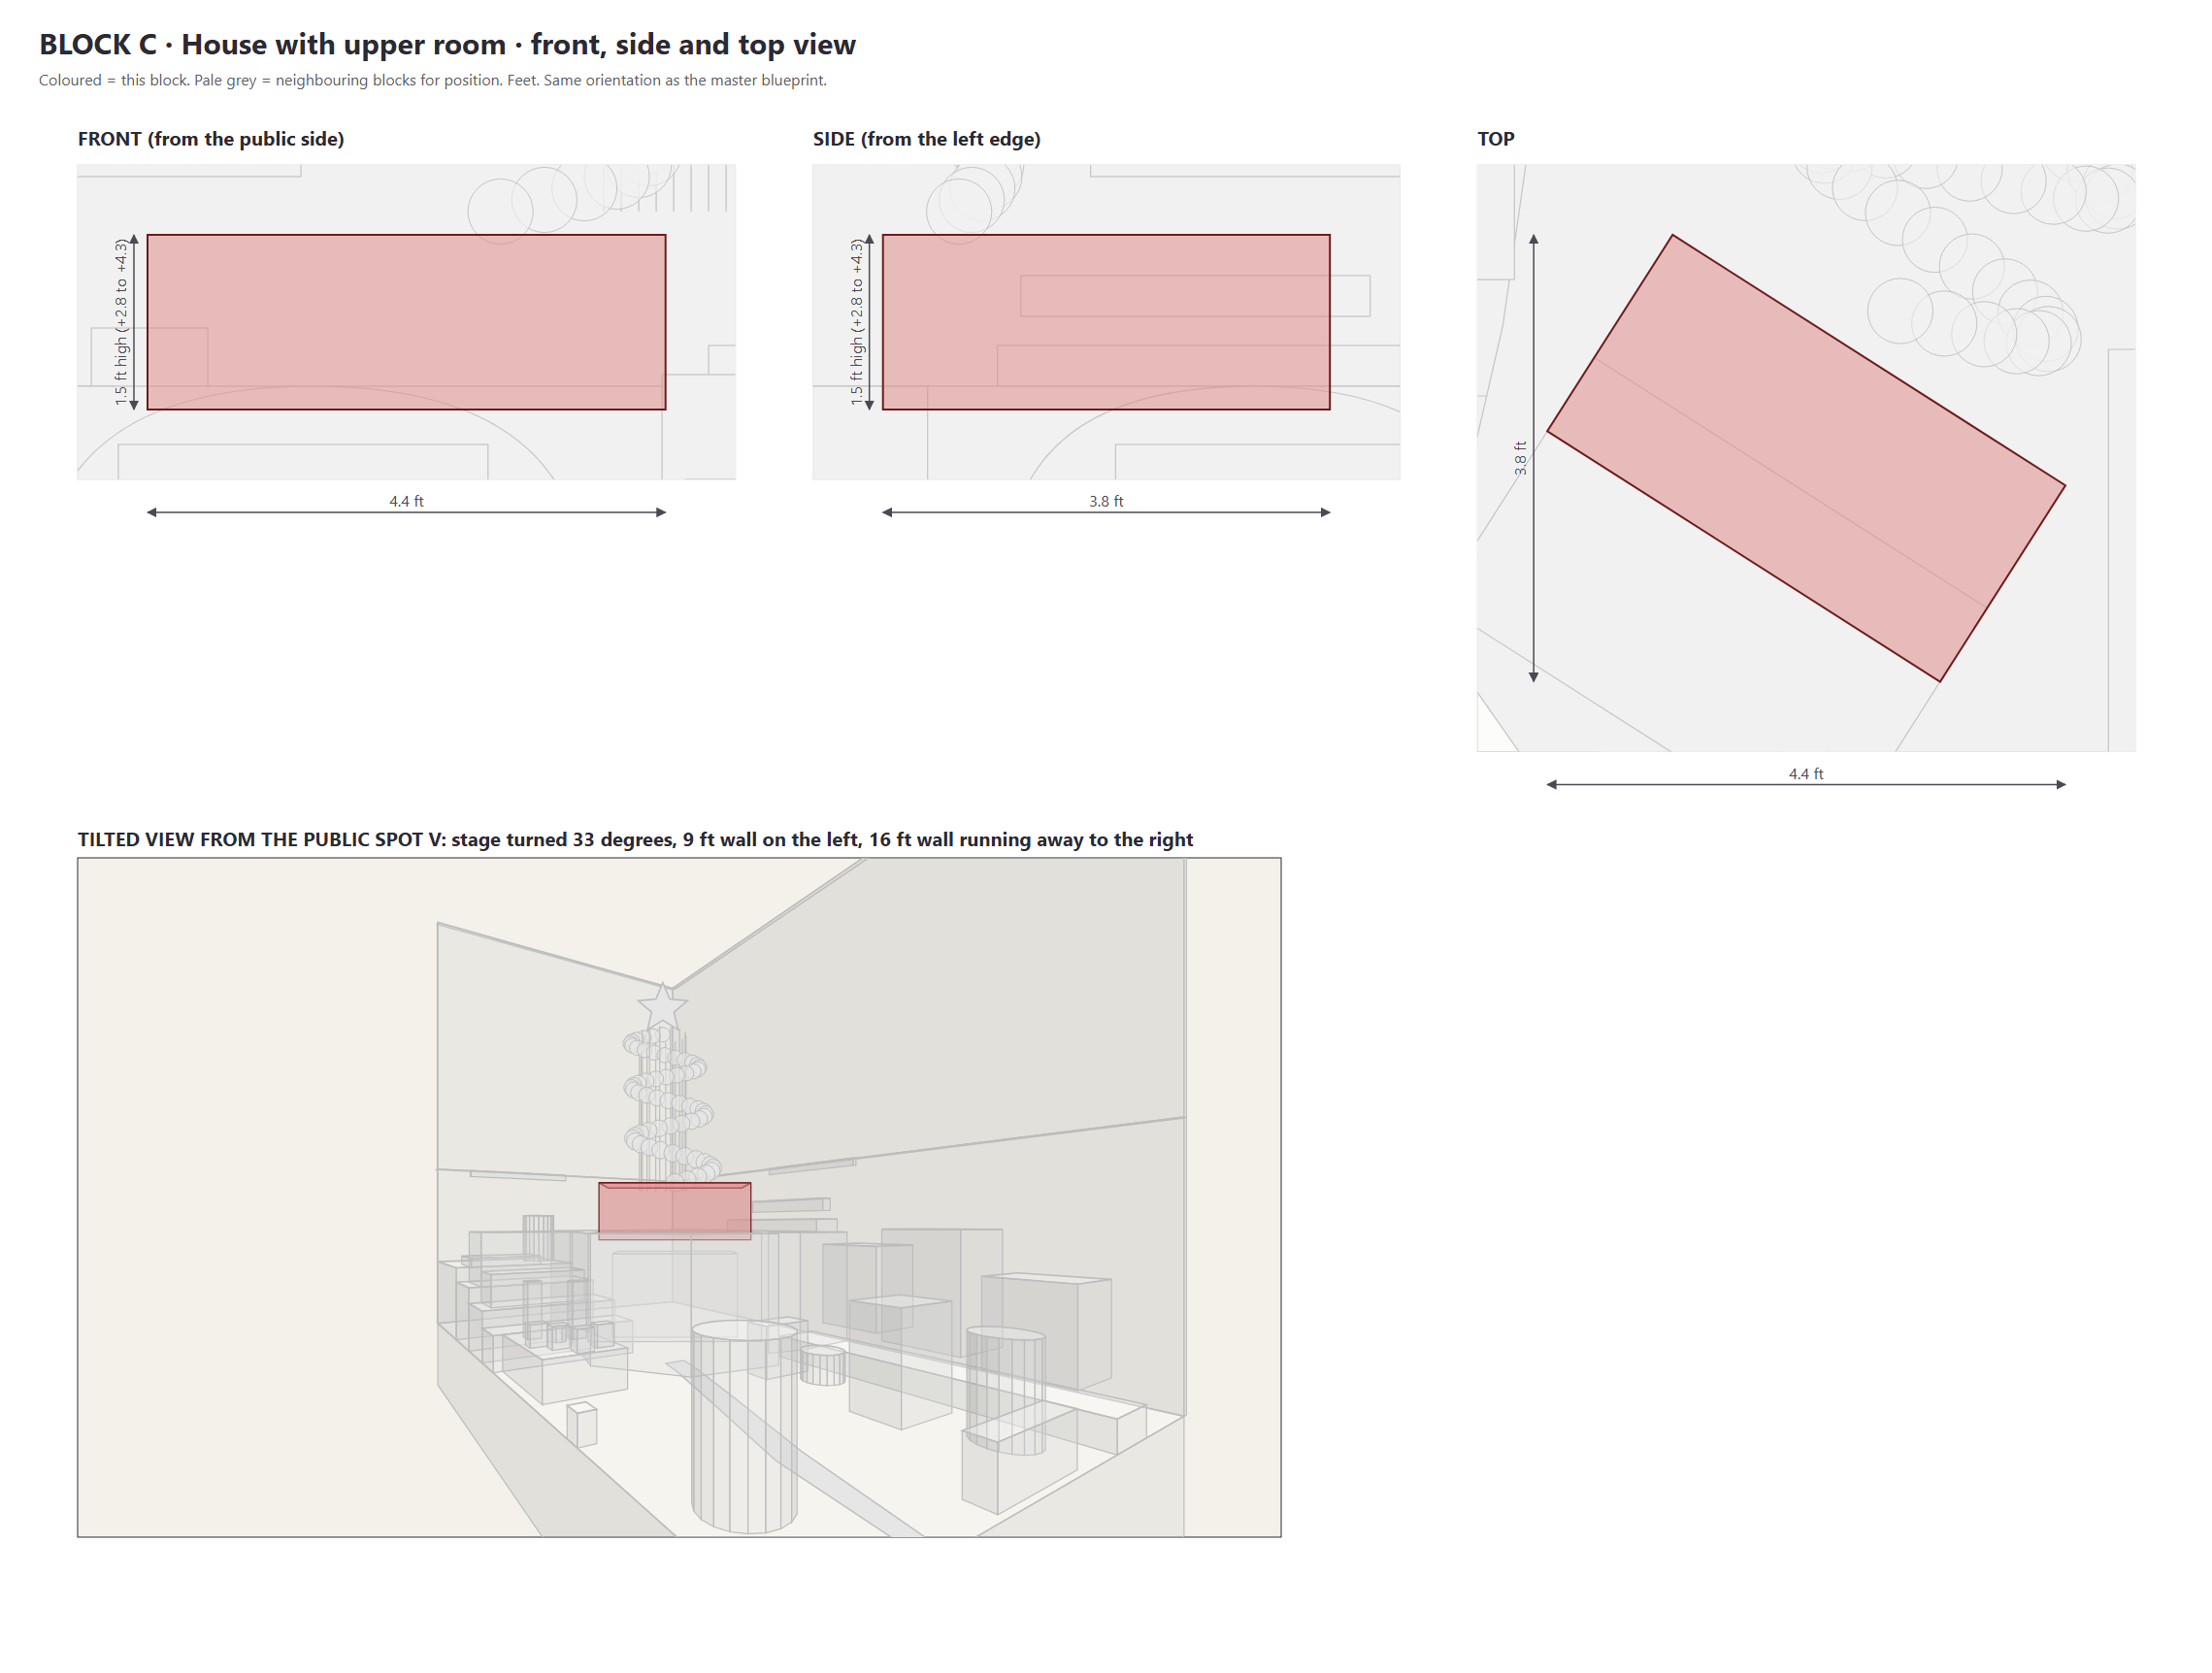 BLOCK C · House with upper room · front, side and top view
Coloured = this block. Pale grey = neighbouring blocks for position. Feet. Same orientation as the master blueprint.
FRONT (from the public side)
1.5 ft high (+2.8 to +4.3)
4.4 ft
SIDE (from the left edge)
1.5 ft high (+2.8 to +4.3)
3.8 ft
TOP
3.8 ft
4.4 ft
TILTED VIEW FROM THE PUBLIC SPOT V: stage turned 33 degrees, 9 ft wall on the left, 16 ft wall running away to the right